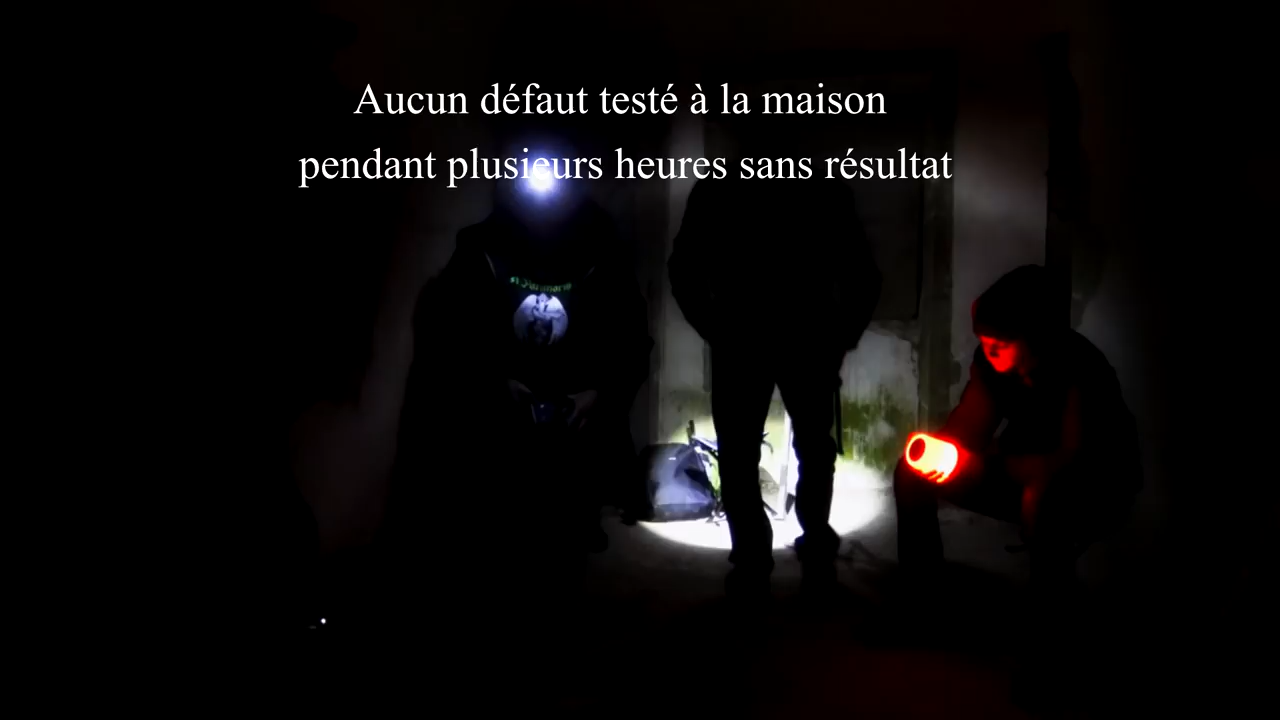 Aucun défaut testé à la maison
pendant plusieurs heures sans résultat